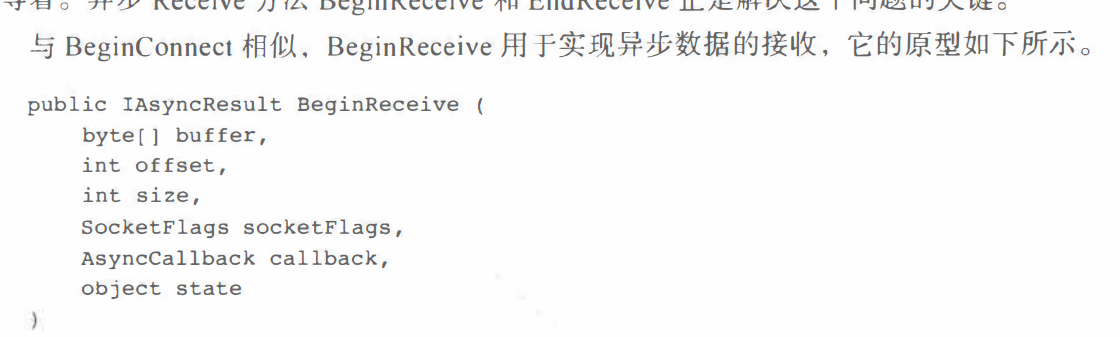 等着。异步 Receive 方法 BeginReceive 和 EndReceive 正是解决这个问题的关键。
与 BeginConnect 相似，BeginReceive 用于实现异步数据的接收，它的原型如下所示。
public IAsyncResult BeginReceive (
byte[] buffer,
int offset,
int size,
SocketFlags socketFlags,
AsyncCallback callback,
object state
)